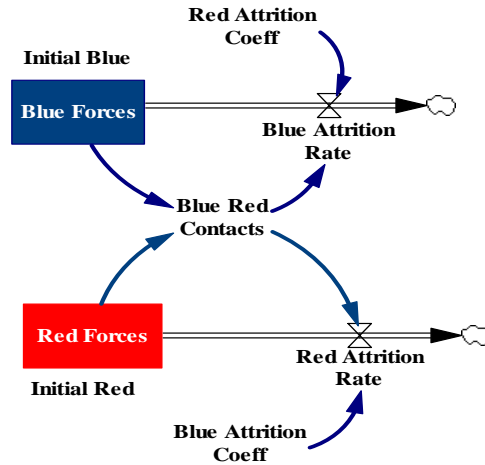 Red Attrition
Coeff
Initial Blue
Blue Forces
Blue Attrition
Rate
Blue Red
Contacts
Red Forces
Red Attrition
Rate
Initial Red
Blue Attrition
Coeff